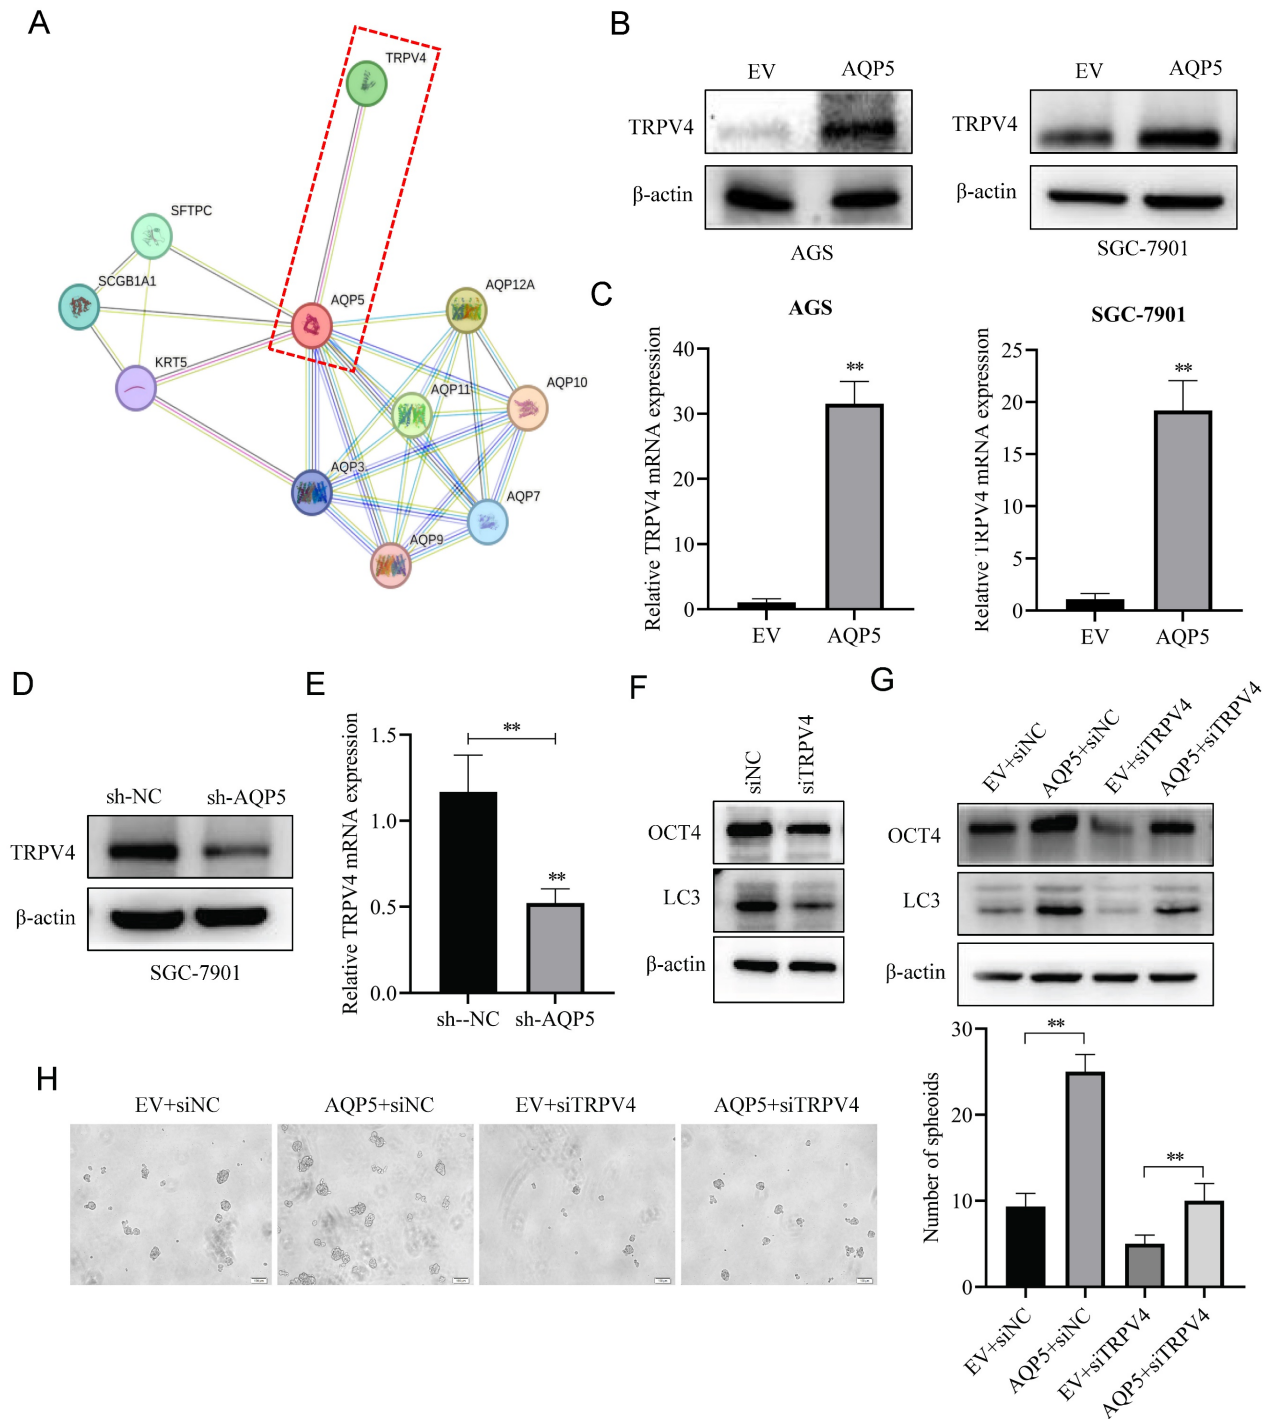 A
TRPV4
SFTPC
SCGB1A1
AQP5
AQP12A
KRT5
AQP11
AQP10
AQP3
AQP7
AQP9
B
EV AQP5
TRPV4
β-actin
AGS
EV AQP5
TRPV4
β-actin
SGC-7901
C
AGS
Relative TRPV4 mRNA expression
40
30
20
10
0
**
EV AQP5
SGC-7901
Relative TRPV4 mRNA expression
25
20
15
10
5
0
**
EV AQP5
D
sh-NC sh-AQP5
TRPV4
β-actin
SGC-7901
E
Relative TRPV4 mRNA expression
1.5
1.0
0.5
0.0
**
**
sh--NC sh-AQP5
F
siNC siTRPV4
OCT4
LC3
β-actin
G
EV+siNC AQP5+siNC EV+siTRPV4 AQP5+siTRPV4
OCT4
LC3
β-actin
H
EV+siNC AQP5+siNC EV+siTRPV4 AQP5+siTRPV4
Number of spheoids
30
20
10
0
**
**
EV+siNC AQP5+siNC EV+siTRPV4 AQP5+siTRPV4